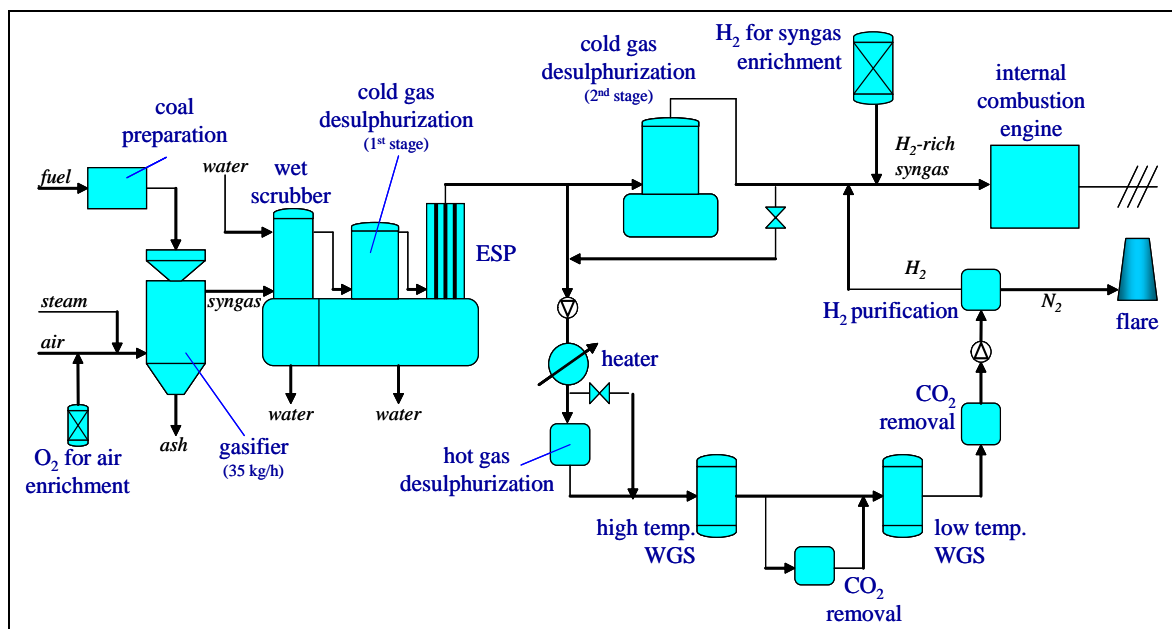 H2 for syngas
enrichment
cold gas
desulphurization
(2nd stage)
internal
combustion
engine
cold gas
desulphurization
(1st stage)
coal
preparation
fuel
water
wet
scrubber
H2-rich
syngas
ESP
steam
syngas
air
H2
N2
H2 purification
flare
heater
water
water
ash
gasifier
(35 kg/h)
O2 for air
enrichment
CO2
removal
hot gas
desulphurization
high temp.
WGS
low temp.
WGS
CO2
removal